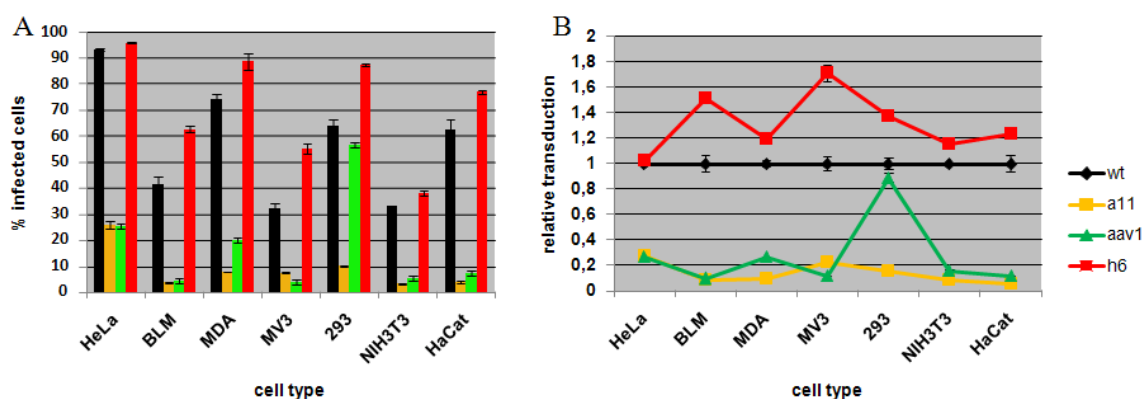 A
% infected cells
100
90
80
70
60
50
40
30
20
10
0
HeLa
BLM
MDA
MV3
293
NIH3T3
HaCat
cell type
B
relative transduction
2
1,8
1,6
1,4
1,2
1
0,8
0,6
0,4
0,2
0
HeLa
BLM
MDA
MV3
293
NIH3T3
HaCat
cell type
wt
a11
aav1
h6